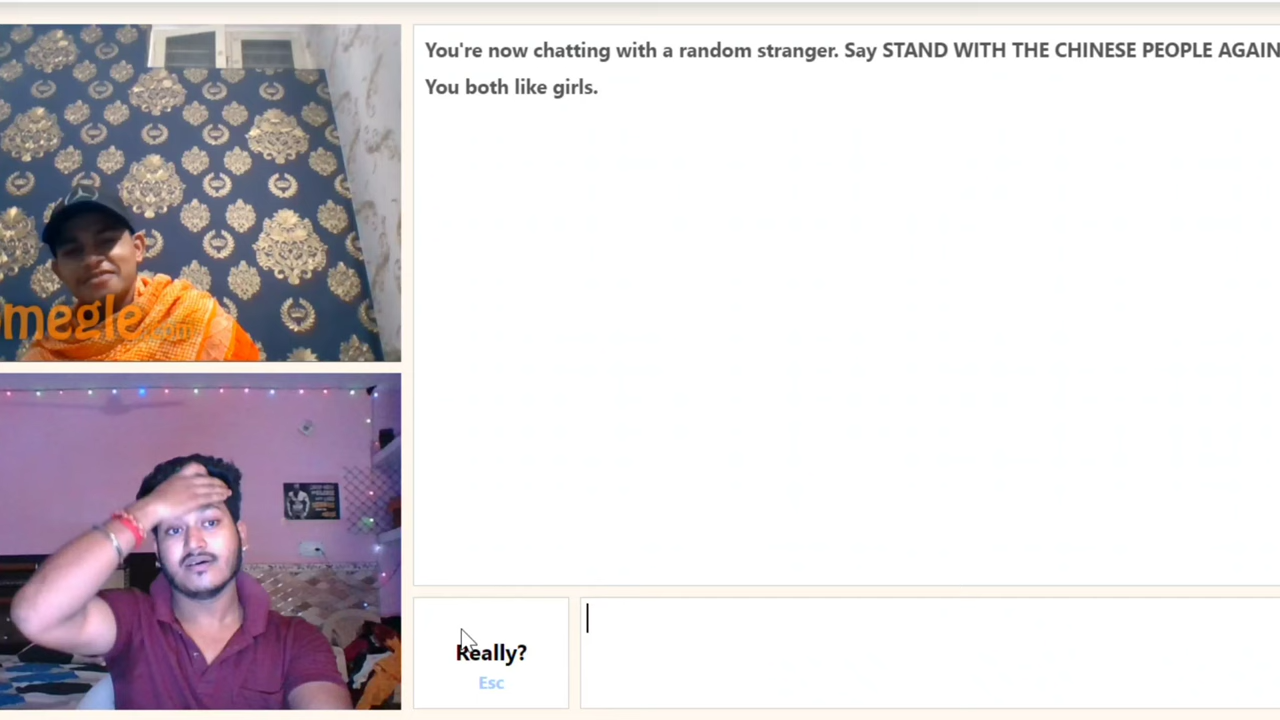 You're now chatting with a random stranger. Say STAND WITH THE CHINESE PEOPLE AGAIN
You both like girls.
megle
Really?
Esc